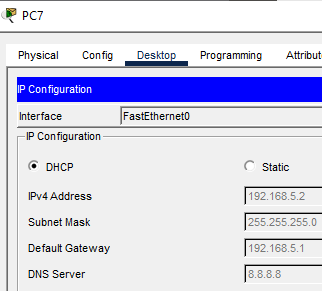 PC7
Physical Config Desktop Programming
IP Configuration
Interface FastEthernet0
IP Configuration
DHCP Static
IPv4 Address 192.168.5.2
Subnet Mask 255.255.255.0
Default Gateway 192.168.5.1
DNS Server 8.8.8.8